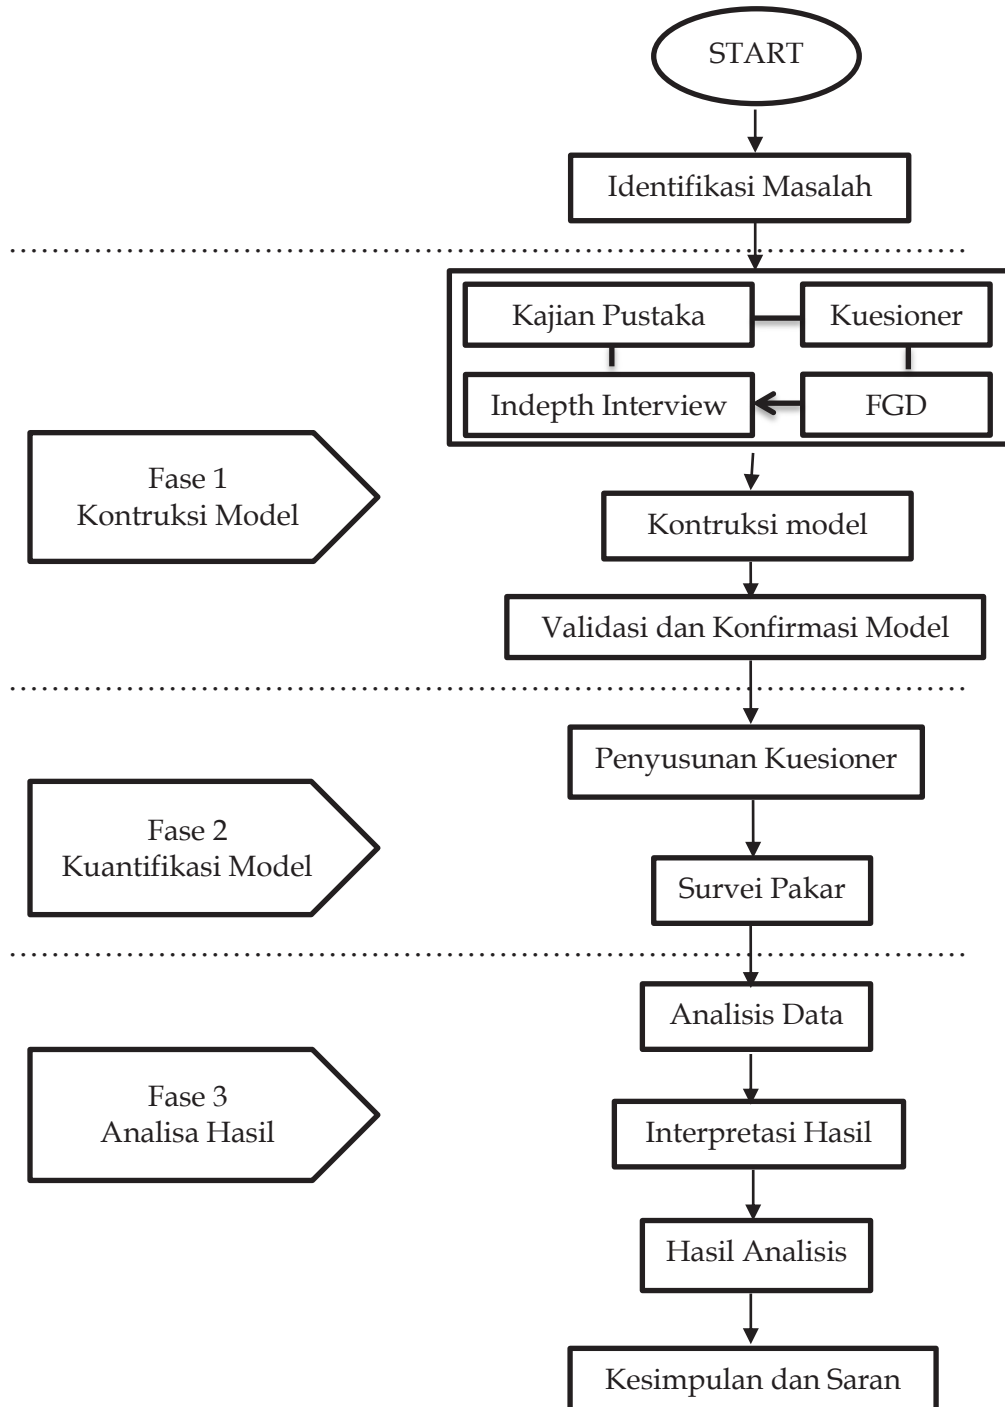 START
Identifikasi Masalah
Kajian Pustaka
Kuesioner
Indepth Interview
FGD
Fase 1
Kontruksi Model
Kontruksi model
Validasi dan Konfirmasi Model
Penyusunan Kuesioner
Fase 2
Kuantifikasi Model
Survei Pakar
Analisis Data
Fase 3
Analisa Hasil
Interpretasi Hasil
Hasil Analisis
Kesimpulan dan Saran